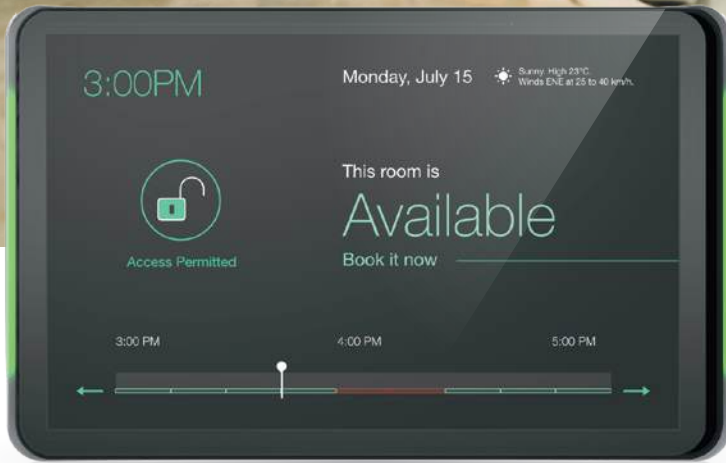 3:00PM
Monday, July 15
Sunny. High 23°C.
Winds ENE at 25 to 40 km/h.
This room is
Available
Book it now
Access Permitted
3:00 PM
4:00 PM
5:00 PM